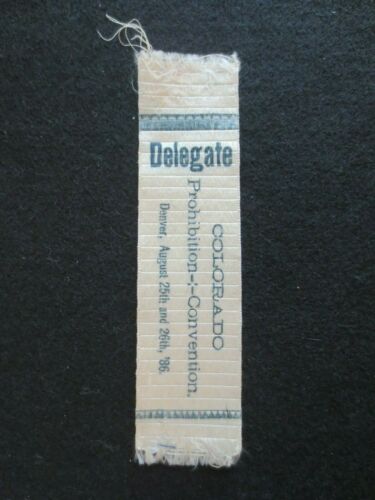 Delegate
COLORADO
Prohibition-:-Convention,
Denver, August 25th and 26th, '86.